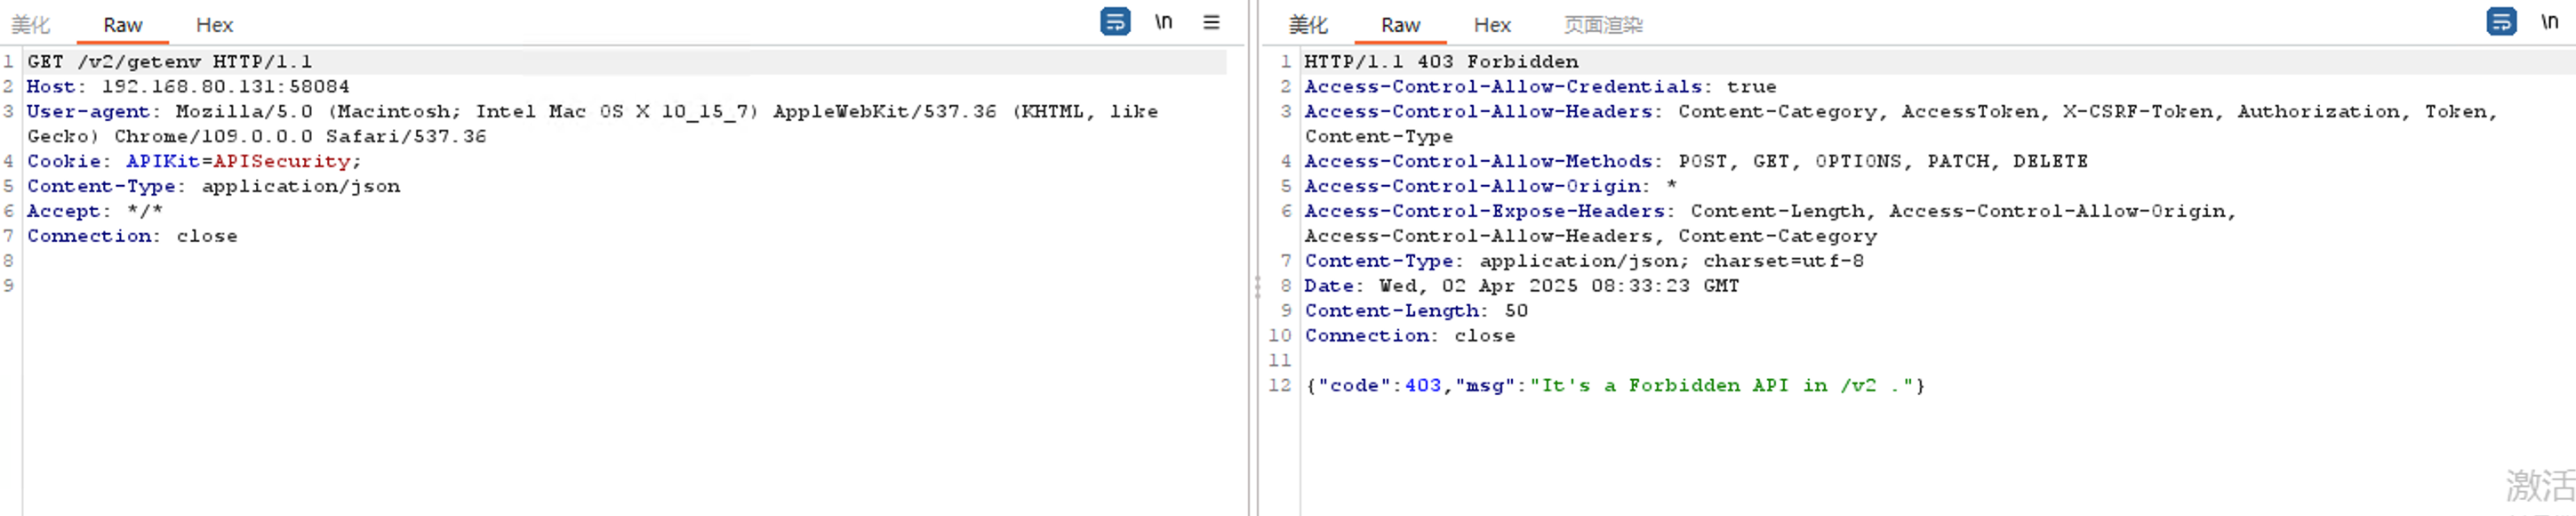 美化 Raw Hex \n
1 GET /v2/getenv HTTP/1.1
2 Host: 192.168.80.131:58084
3 User-agent: Mozilla/5.0 (Macintosh; Intel Mac OS X 10_15_7) AppleWebKit/537.36 (KHTML, like
Gecko) Chrome/109.0.0.0 Safari/537.36
4 Cookie: APIKit=APISecurity;
5 Content-Type: application/json
6 Accept: */*
7 Connection: close
8
9
美化 Raw Hex 页面渲染 \n
1 HTTP/1.1 403 Forbidden
2 Access-Control-Allow-Credentials: true
3 Access-Control-Allow-Headers: Content-Category, AccessToken, X-CSRF-Token, Authorization, Token,
Content-Type
4 Access-Control-Allow-Methods: POST, GET, OPTIONS, PATCH, DELETE
5 Access-Control-Allow-Origin: *
6 Access-Control-Expose-Headers: Content-Length, Access-Control-Allow-Origin,
Access-Control-Allow-Headers, Content-Category
7 Content-Type: application/json; charset=utf-8
8 Date: Wed, 02 Apr 2025 08:33:23 GMT
9 Content-Length: 50
10 Connection: close
11
12 {"code":403,"msg":"It's a Forbidden API in /v2 ."}
激活